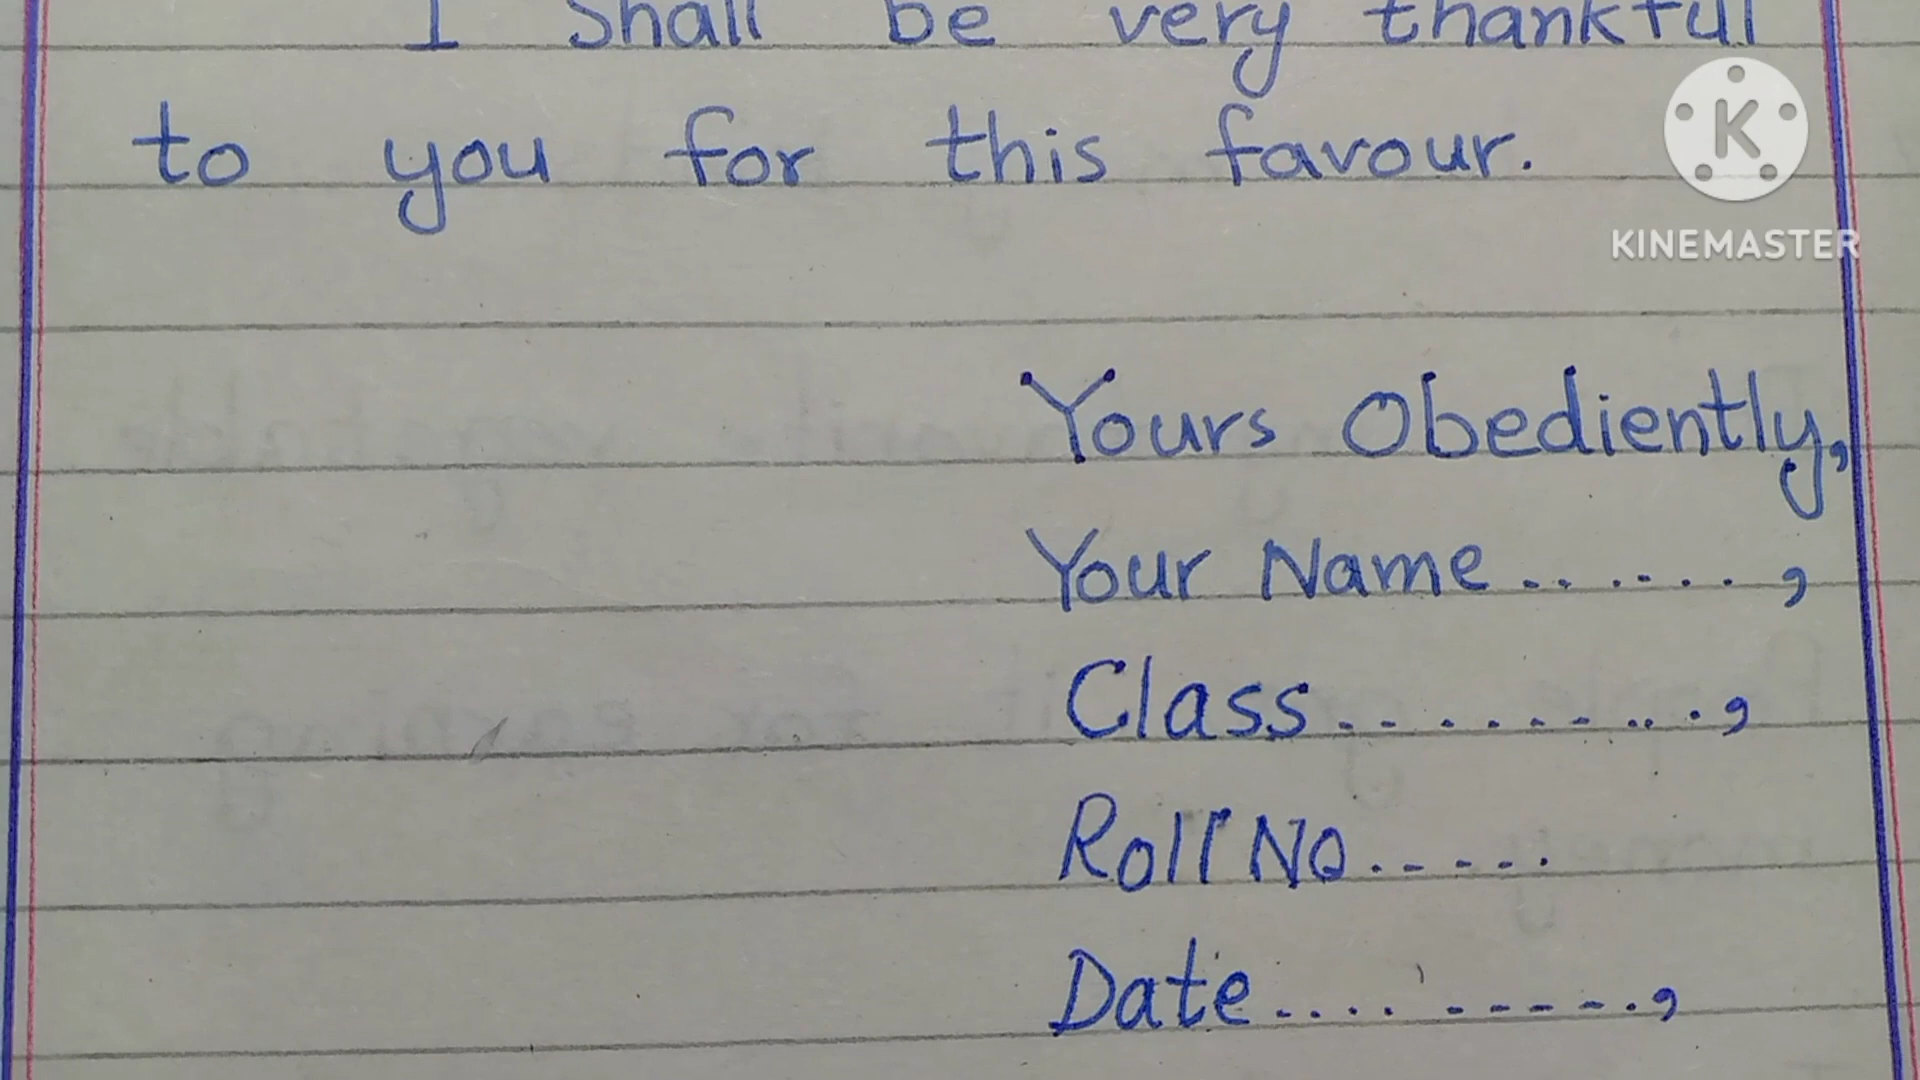 I Shall be very thankful
to you for this favour.
K
KINEMASTER
Yours Obediently,
Your Name.......,
Class..........,
Roll No......
Date.........,